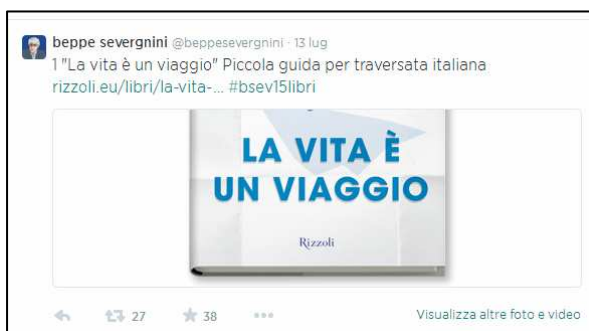 beppe severgnini @beppesevergnini · 13 lug
1 "La vita è un viaggio" Piccola guida per traversata italiana
rizzoli.eu/libri/la-vita-... #bsev15libri
LA VITA È
UN VIAGGIO
Rizzoli
27 38 Visualizza altre foto e video